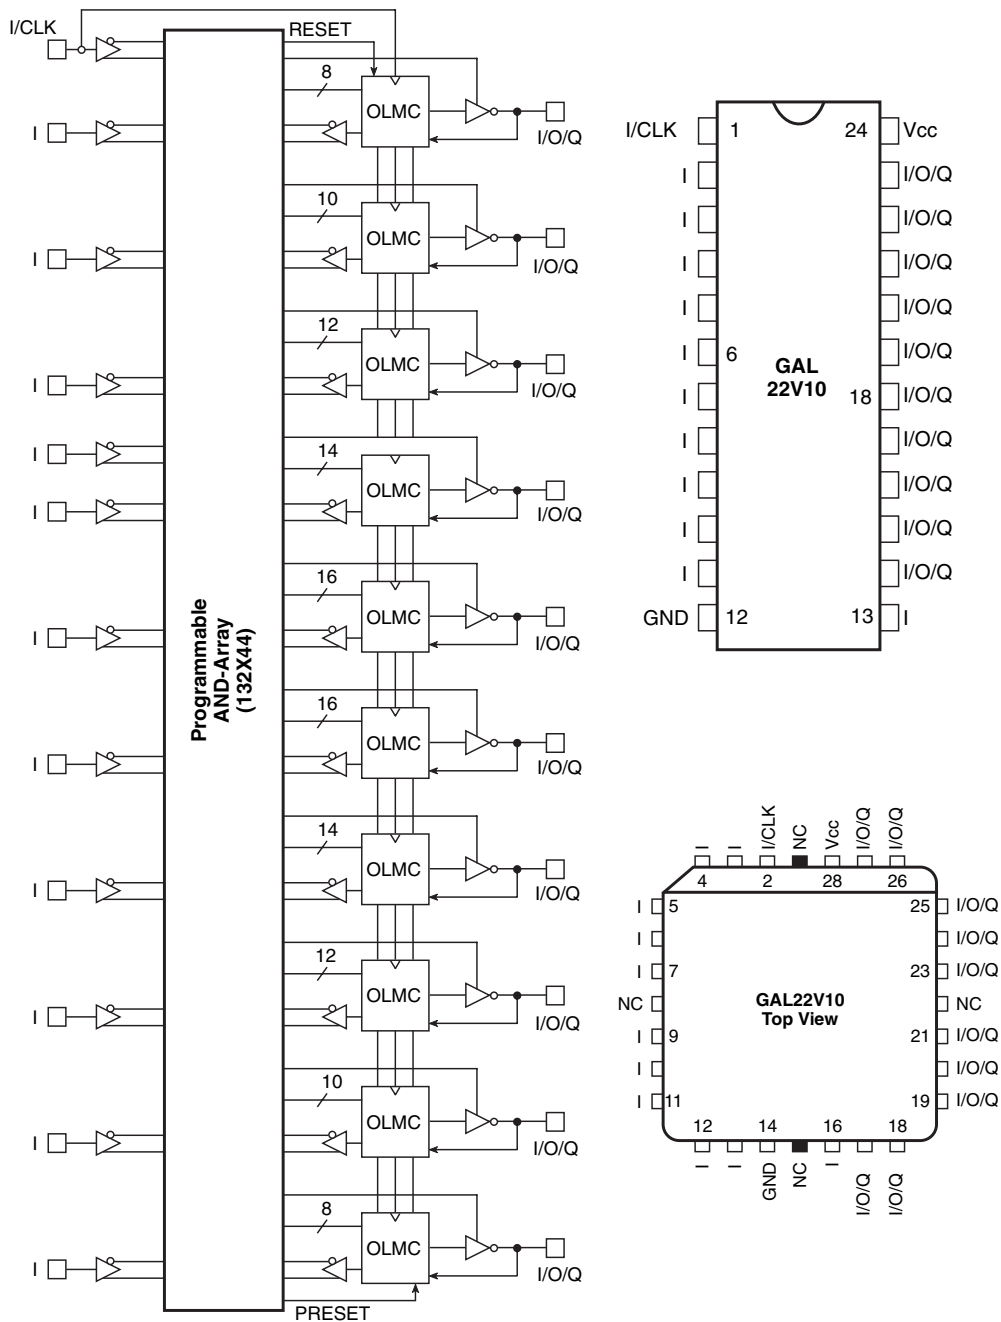 I/CLK
RESET
8
OLMC
I
I/O/Q
10
OLMC
I
I/O/Q
12
OLMC
I
I/O/Q
I
14
OLMC
I
I/O/Q
16
OLMC
I
I/O/Q
16
OLMC
I
I/O/Q
14
OLMC
I
I/O/Q
12
OLMC
I
I/O/Q
10
OLMC
I
I/O/Q
8
OLMC
I
I/O/Q
PRESET
Programmable
AND-Array
(132X44)
I/CLK 1 24 Vcc
I I/O/Q
I I/O/Q
I I/O/Q
I I/O/Q
I 6 I/O/Q
GAL
22V10
I 18 I/O/Q
I I/O/Q
I I/O/Q
I I/O/Q
I I/O/Q
GND 12 13 I
I I I/CLK NC Vcc I/O/Q I/O/Q
4 2 28 26
I 5 25 I/O/Q
I I/O/Q
I 7 23 I/O/Q
NC NC
GAL22V10
Top View
I 9 21 I/O/Q
I I/O/Q
I 11 19 I/O/Q
12 14 16 18
I I GND NC I I/O/Q I/O/Q